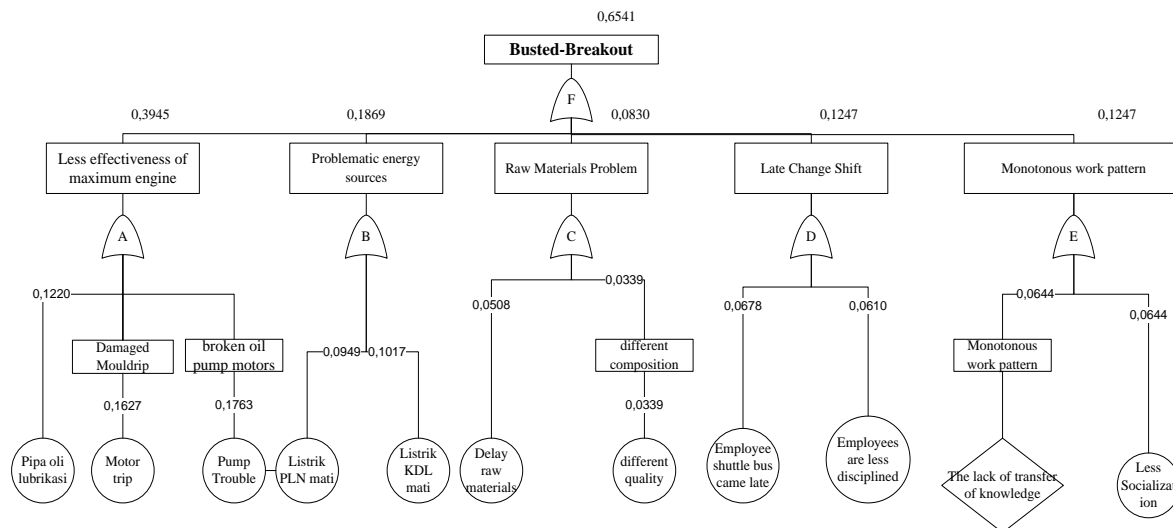 0,6541
Busted-Breakout
F
0,3945
0,1869
0,0830
0,1247
0,1247
Less effectiveness of
maximum engine
Problematic energy
sources
Raw Materials Problem
Late Change Shift
Monotonous work pattern
A
B
C
D
E
0,1220
0,0508
0,0339
0,0678
0,0610
0,0644
0,0644
Damaged
Mouldrip
broken oil
pump motors
0,0949
0,1017
different
composition
Monotonous
work pattern
0,1627
0,1763
0,0339
Pipa oli
lubrikasi
Motor
trip
Pump
Trouble
Listrik
PLN mati
Listrik
KDL
mati
Delay
raw
materials
different
quality
Employee
shuttle bus
came late
Employees
are less
disciplined
The lack of transfer
of knowledge
Less
Socializat
ion